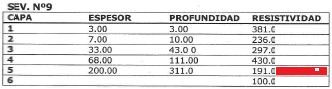 SEV. Nº9
CAPA ESPESOR PROFUNDIDAD RESISTIVIDAD
1 3.00 3.00 381.0
2 7.00 10.00 236.0
3 33.00 43.0 0 297.0
4 68.00 111.00 430.0
5 200.00 311.0 191.0
6 100.0